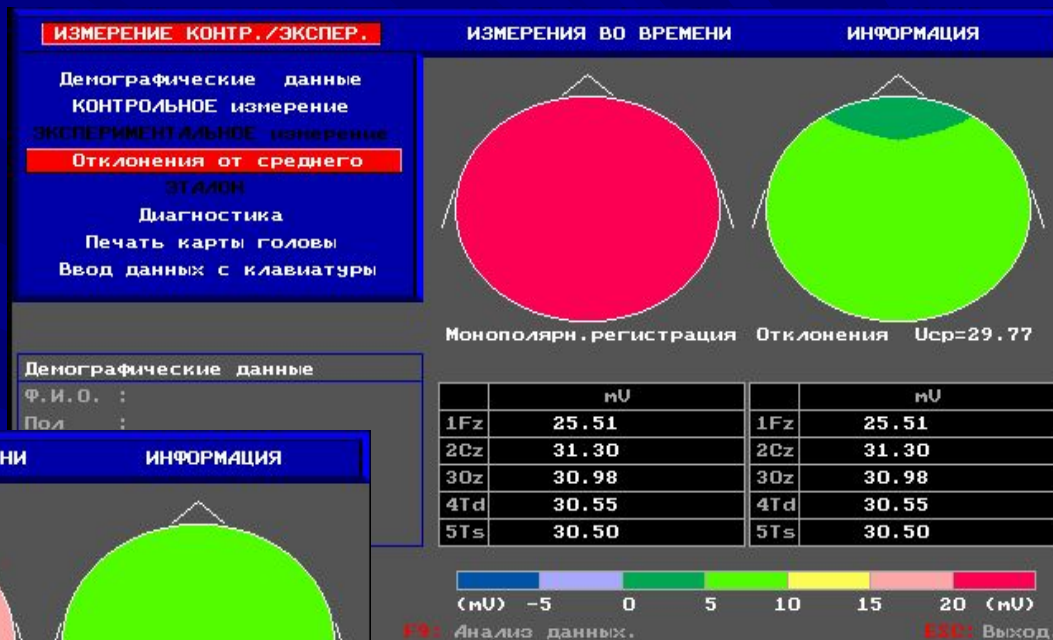 ИЗМЕРЕНИЕ КОНТР./ЭКСПЕР. ИЗМЕРЕНИЯ ВО ВРЕМЕНИ ИНФОРМАЦИЯ
Демографические данные
КОНТРОЛЬНОЕ измерение
ЭКСПЕРИМЕНТАЛЬНОЕ измерение
Отклонения от среднего
ЭТАЛОН
Диагностика
Печать карты головы
Ввод данных с клавиатуры
Монополярн.регистрация Отклонения Uср=29.77
Демографические данные
Ф.И.О. :
Пол :
mU mU
1Fz 25.51 1Fz 25.51
2Cz 31.30 2Cz 31.30
3Oz 30.98 3Oz 30.98
4Td 30.55 4Td 30.55
5Ts 30.50 5Ts 30.50
(mU) -5 0 5 10 15 20 (mU)
F9: Анализ данных. ESC: Выход
НИ ИНФОРМАЦИЯ